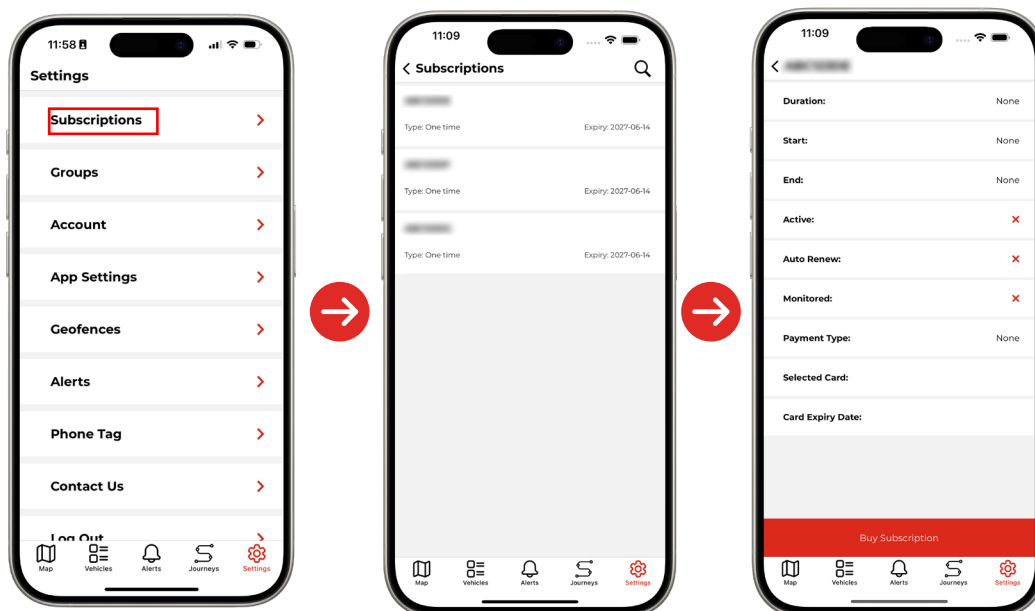 11:58
Settings
Subscriptions
Groups
Account
App Settings
Geofences
Alerts
Phone Tag
Contact Us
Log Out
Map Vehicles Alerts Journeys Settings
11:09
Subscriptions
Type: One time Expiry: 2027-06-14
Type: One time Expiry: 2027-06-14
Type: One time Expiry: 2027-06-14
Map Vehicles Alerts Journeys Settings
11:09
Duration: None
Start: None
End: None
Active:
Auto Renew:
Monitored:
Payment Type: None
Selected Card:
Card Expiry Date:
Buy Subscription
Map Vehicles Alerts Journeys Settings